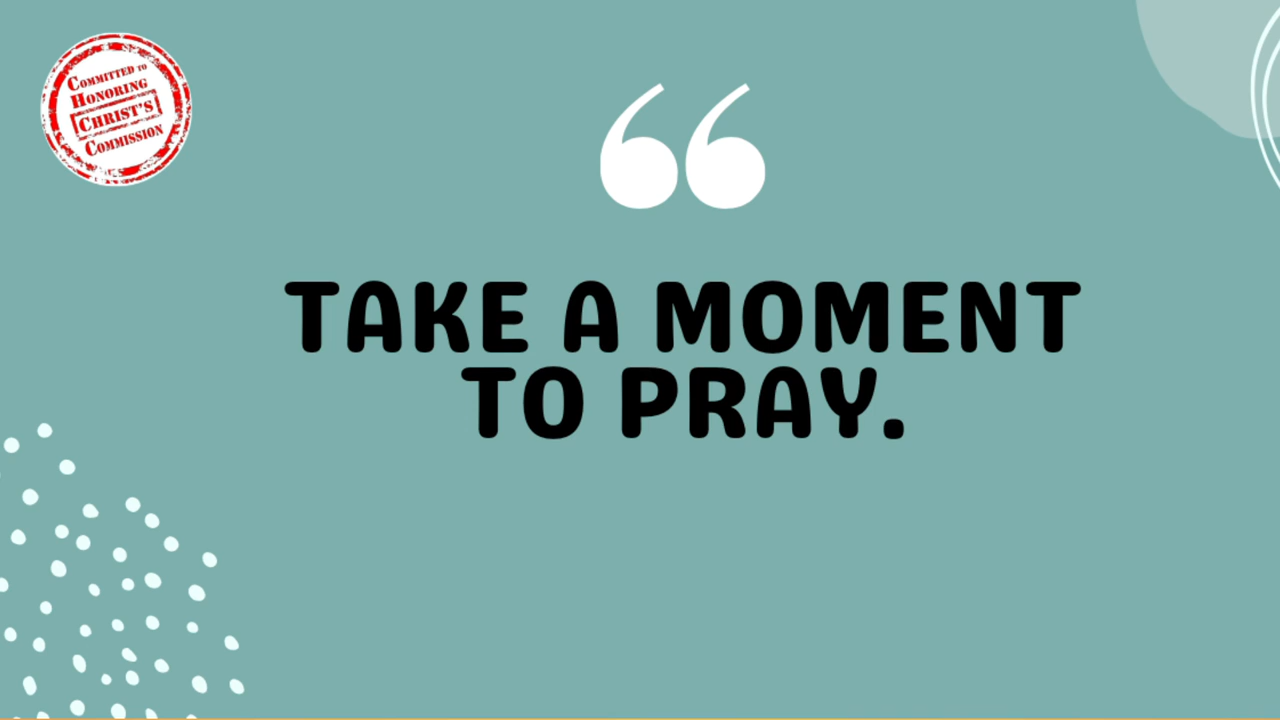 COMMITTED TO
HONORING
CHRIST'S
COMMISSION
“
TAKE A MOMENT
TO PRAY.